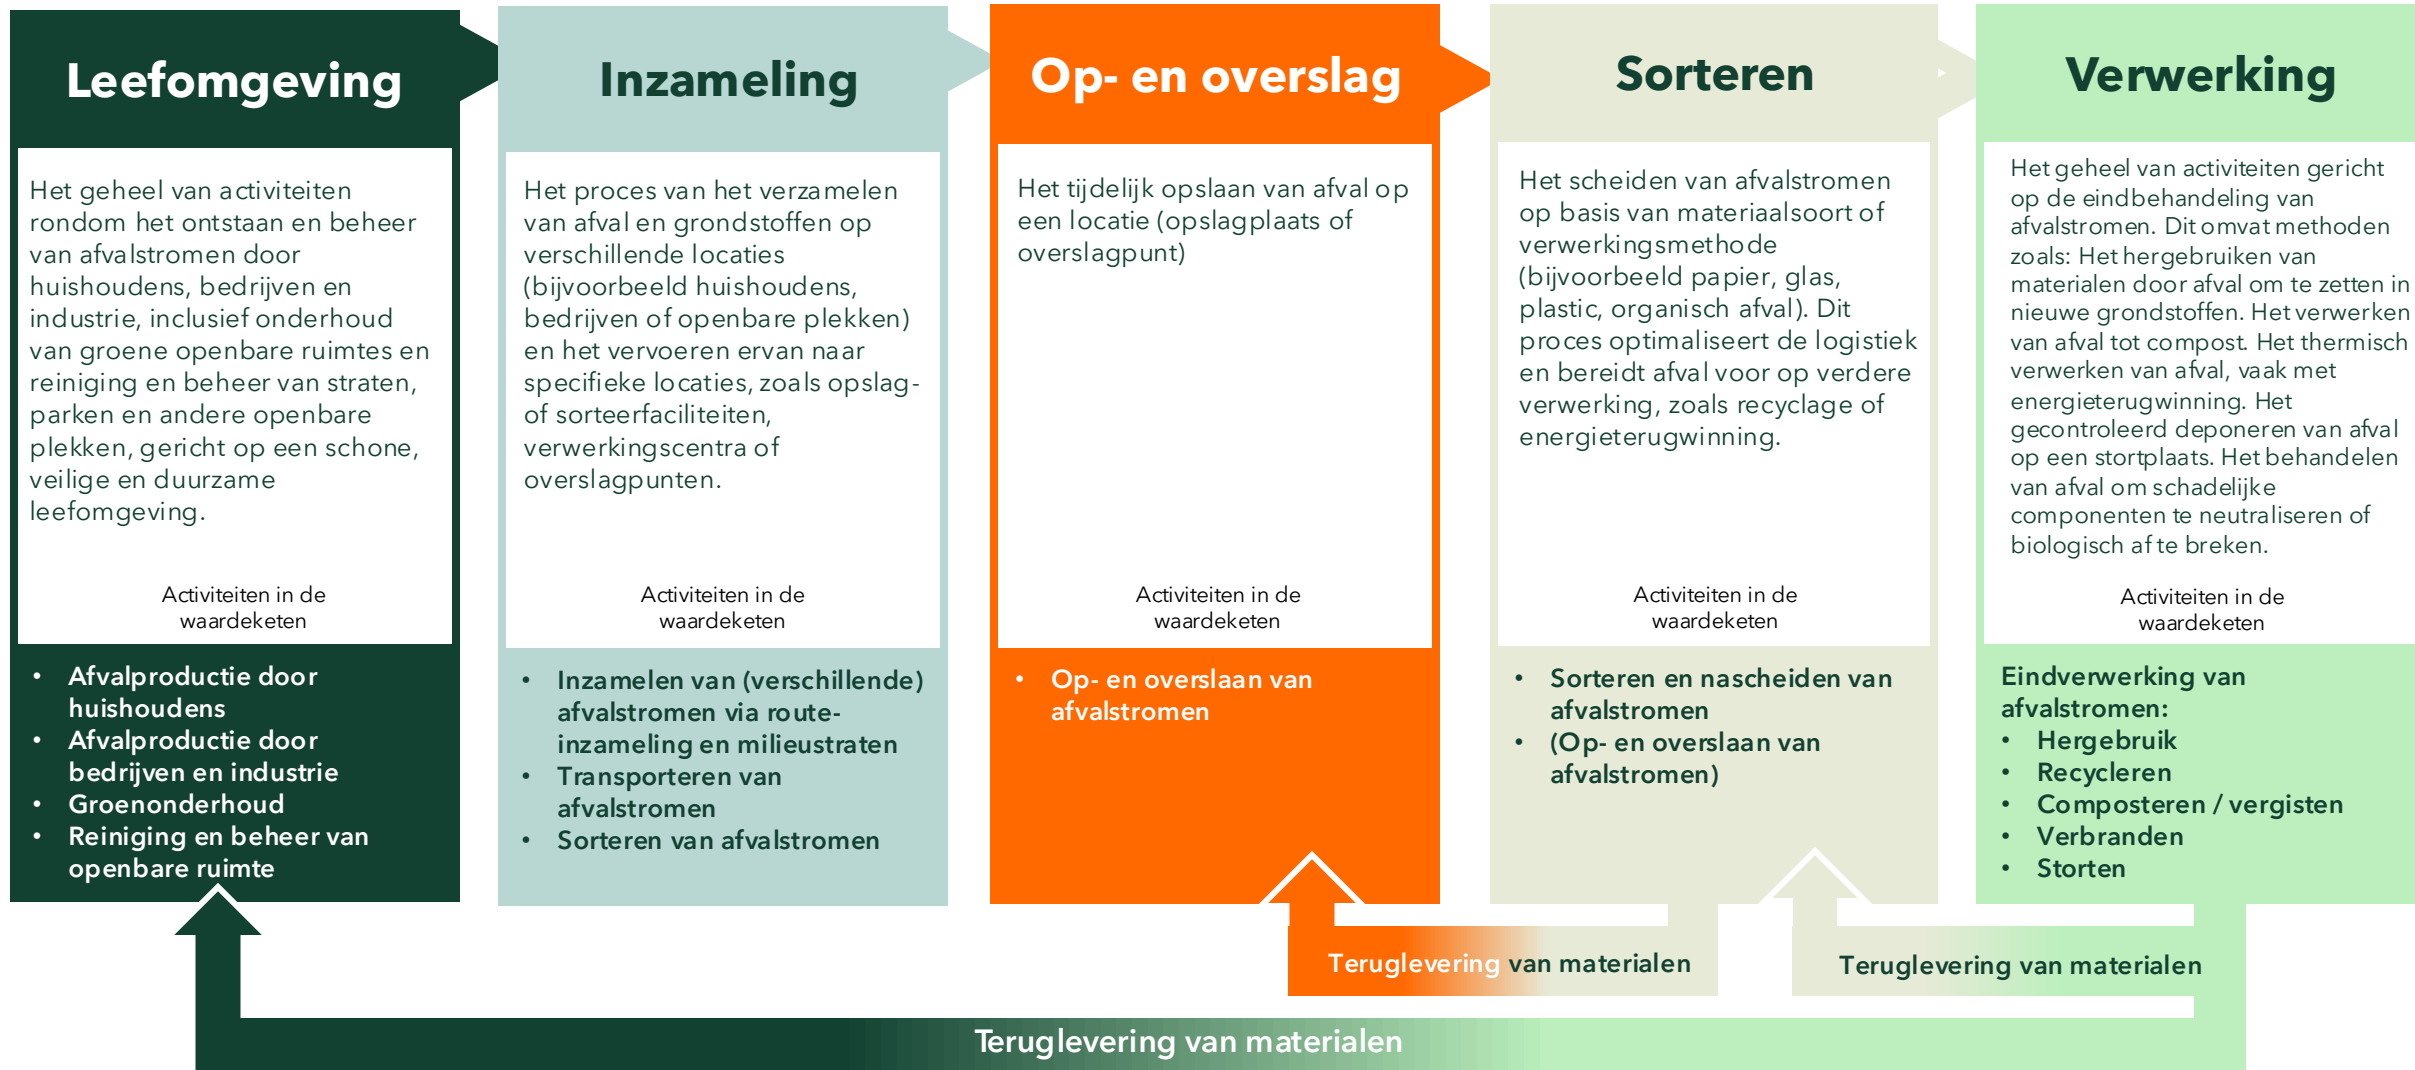 Leefomgeving
Het geheel van activiteiten
rondom het ontstaan en beheer
van afvalstromen door
huishoudens, bedrijven en
industrie, inclusief onderhoud
van groene openbare ruimtes en
reiniging en beheer van straten,
parken en andere openbare
plekken, gericht op een schone,
veilige en duurzame
leefomgeving.
Activiteiten in de
waardeketen
• Afvalproductie door
huishoudens
• Afvalproductie door
bedrijven en industrie
• Groenonderhoud
• Reiniging en beheer van
openbare ruimte
Inzameling
Het proces van het verzamelen
van afval en grondstoffen op
verschillende locaties
(bijvoorbeeld huishoudens,
bedrijven of openbare plekken)
en het vervoeren ervan naar
specifieke locaties, zoals opslag-
of sorteerfaciliteiten,
verwerkingscentra of
overslagpunten.
Activiteiten in de
waardeketen
• Inzamelen van (verschillende)
afvalstromen via route-
inzameling en milieustraten
• Transporteren van
afvalstromen
• Sorteren van afvalstromen
Op- en overslag
Het tijdelijk opslaan van afval op
een locatie (opslagplaats of
overslagpunt)
Activiteiten in de
waardeketen
• Op- en overslaan van
afvalstromen
Sorteren
Het scheiden van afvalstromen
op basis van materiaalsoort of
verwerkingsmethode
(bijvoorbeeld papier, glas,
plastic, organisch afval). Dit
proces optimaliseert de logistiek
en bereidt afval voor op verdere
verwerking, zoals recyclage of
energieterugwinning.
Activiteiten in de
waardeketen
• Sorteren en nascheiden van
afvalstromen
• (Op- en overslaan van
afvalstromen)
Verwerking
Het geheel van activiteiten gericht
op de eindbehandeling van
afvalstromen. Dit omvat methoden
zoals: Het hergebruiken van
materialen door afval om te zetten in
nieuwe grondstoffen. Het verwerken
van afval tot compost. Het thermisch
verwerken van afval, vaak met
energieterugwinning. Het
gecontroleerd deponeren van afval
op een stortplaats. Het behandelen
van afval om schadelijke
componenten te neutraliseren of
biologisch af te breken.
Activiteiten in de
waardeketen
Eindverwerking van
afvalstromen:
• Hergebruik
• Recycleren
• Composteren / vergisten
• Verbranden
• Storten
Teruglevering van materialen
Teruglevering van materialen
Teruglevering van materialen